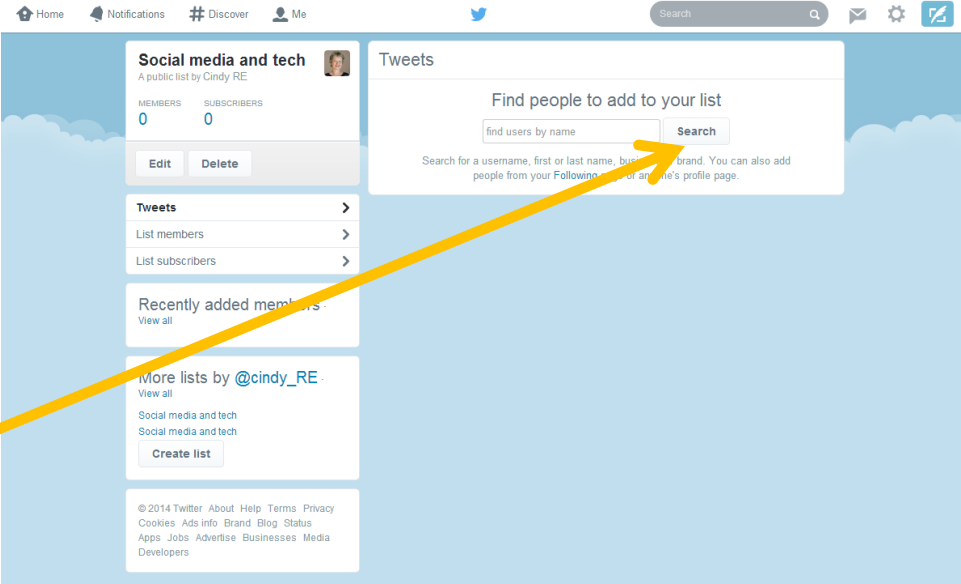 Home Notifications Discover Me Search
Social media and tech
A public list by Cindy RE
MEMBERS SUBSCRIBERS
0 0
Edit Delete
Tweets
List members
List subscribers
Recently added members ·
View all
More lists by @cindy_RE ·
View all
Social media and tech
Social media and tech
Create list
© 2014 Twitter About Help Terms Privacy
Cookies Ads info Brand Blog Status
Apps Jobs Advertise Businesses Media
Developers
Tweets
Find people to add to your list
find users by name Search
Search for a username, first or last name, brand. You can also add
people from your Following or profile page.